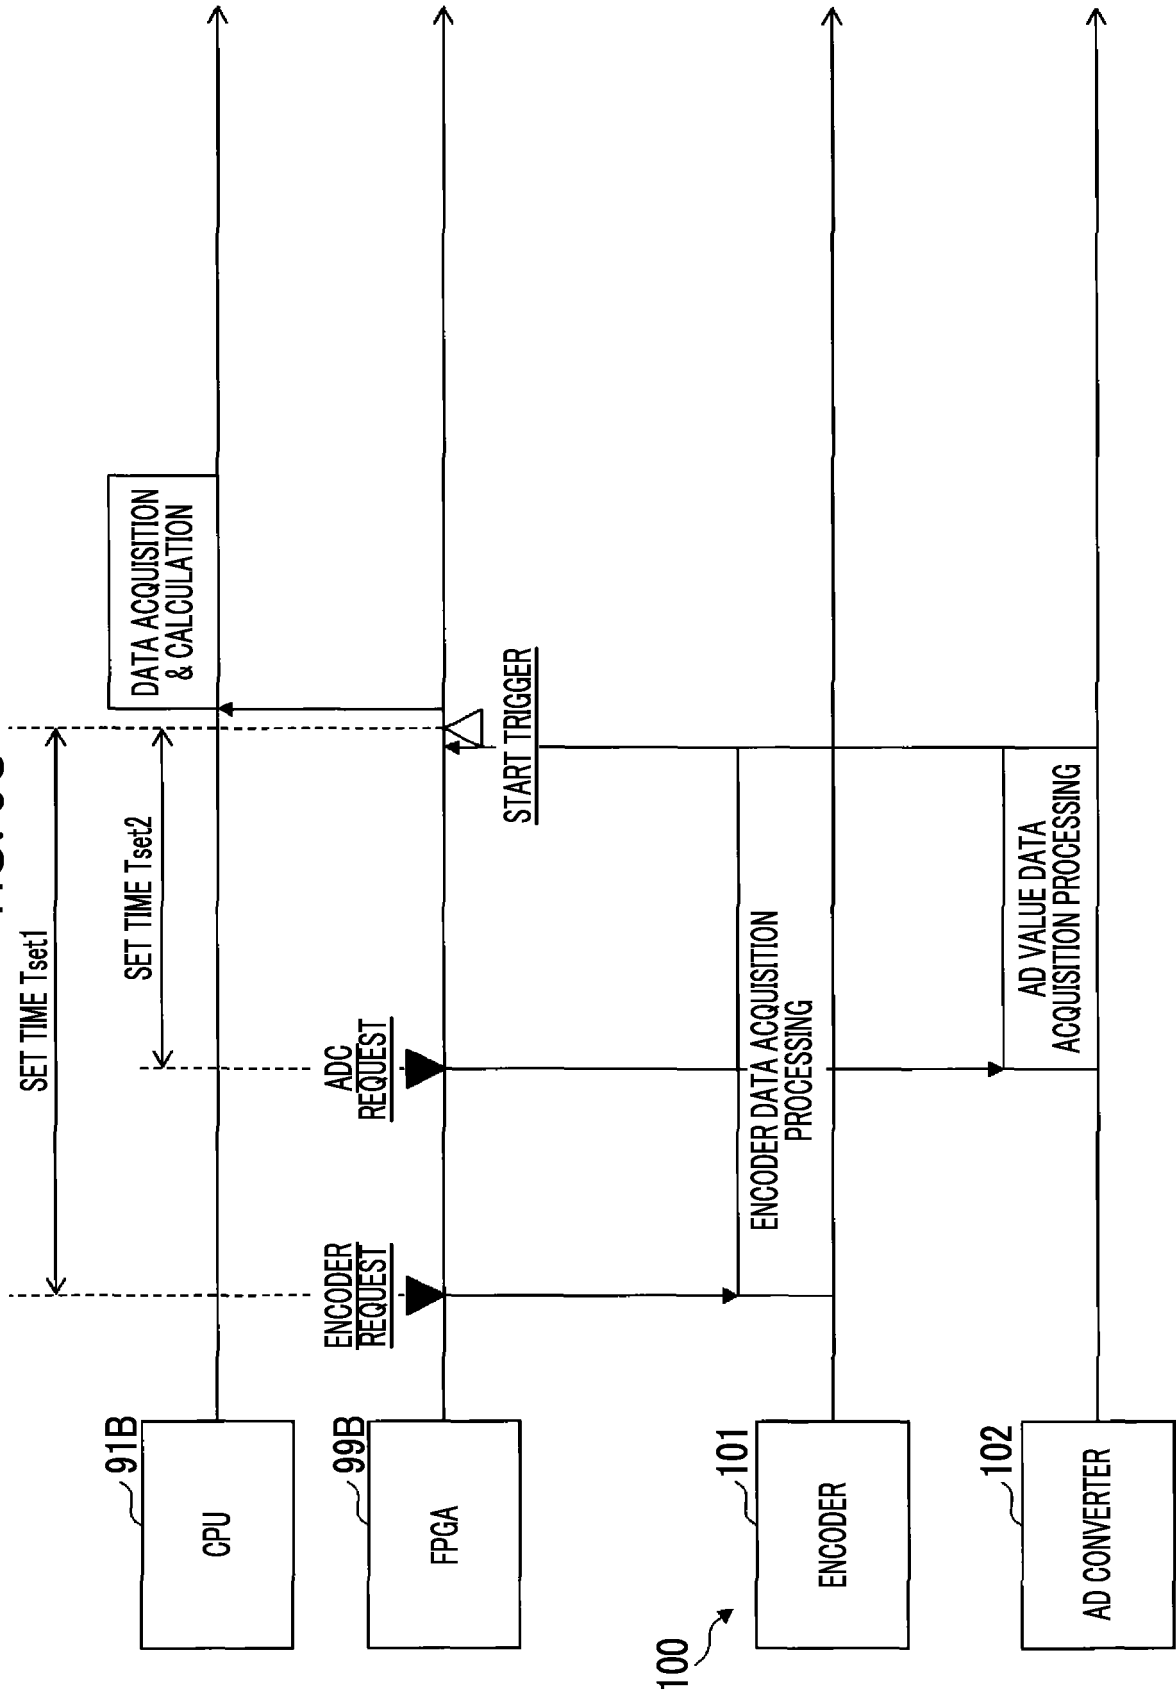 SET TIME Tset1
SET TIME Tset2
DATA ACQUISITION
& CALCULATION
91B
CPU
ENCODER
REQUEST
ADC
REQUEST
99B
FPGA
START TRIGGER
100
101
ENCODER
ENCODER DATA ACQUISITION
PROCESSING
102
AD CONVERTER
AD VALUE DATA
ACQUISITION PROCESSING